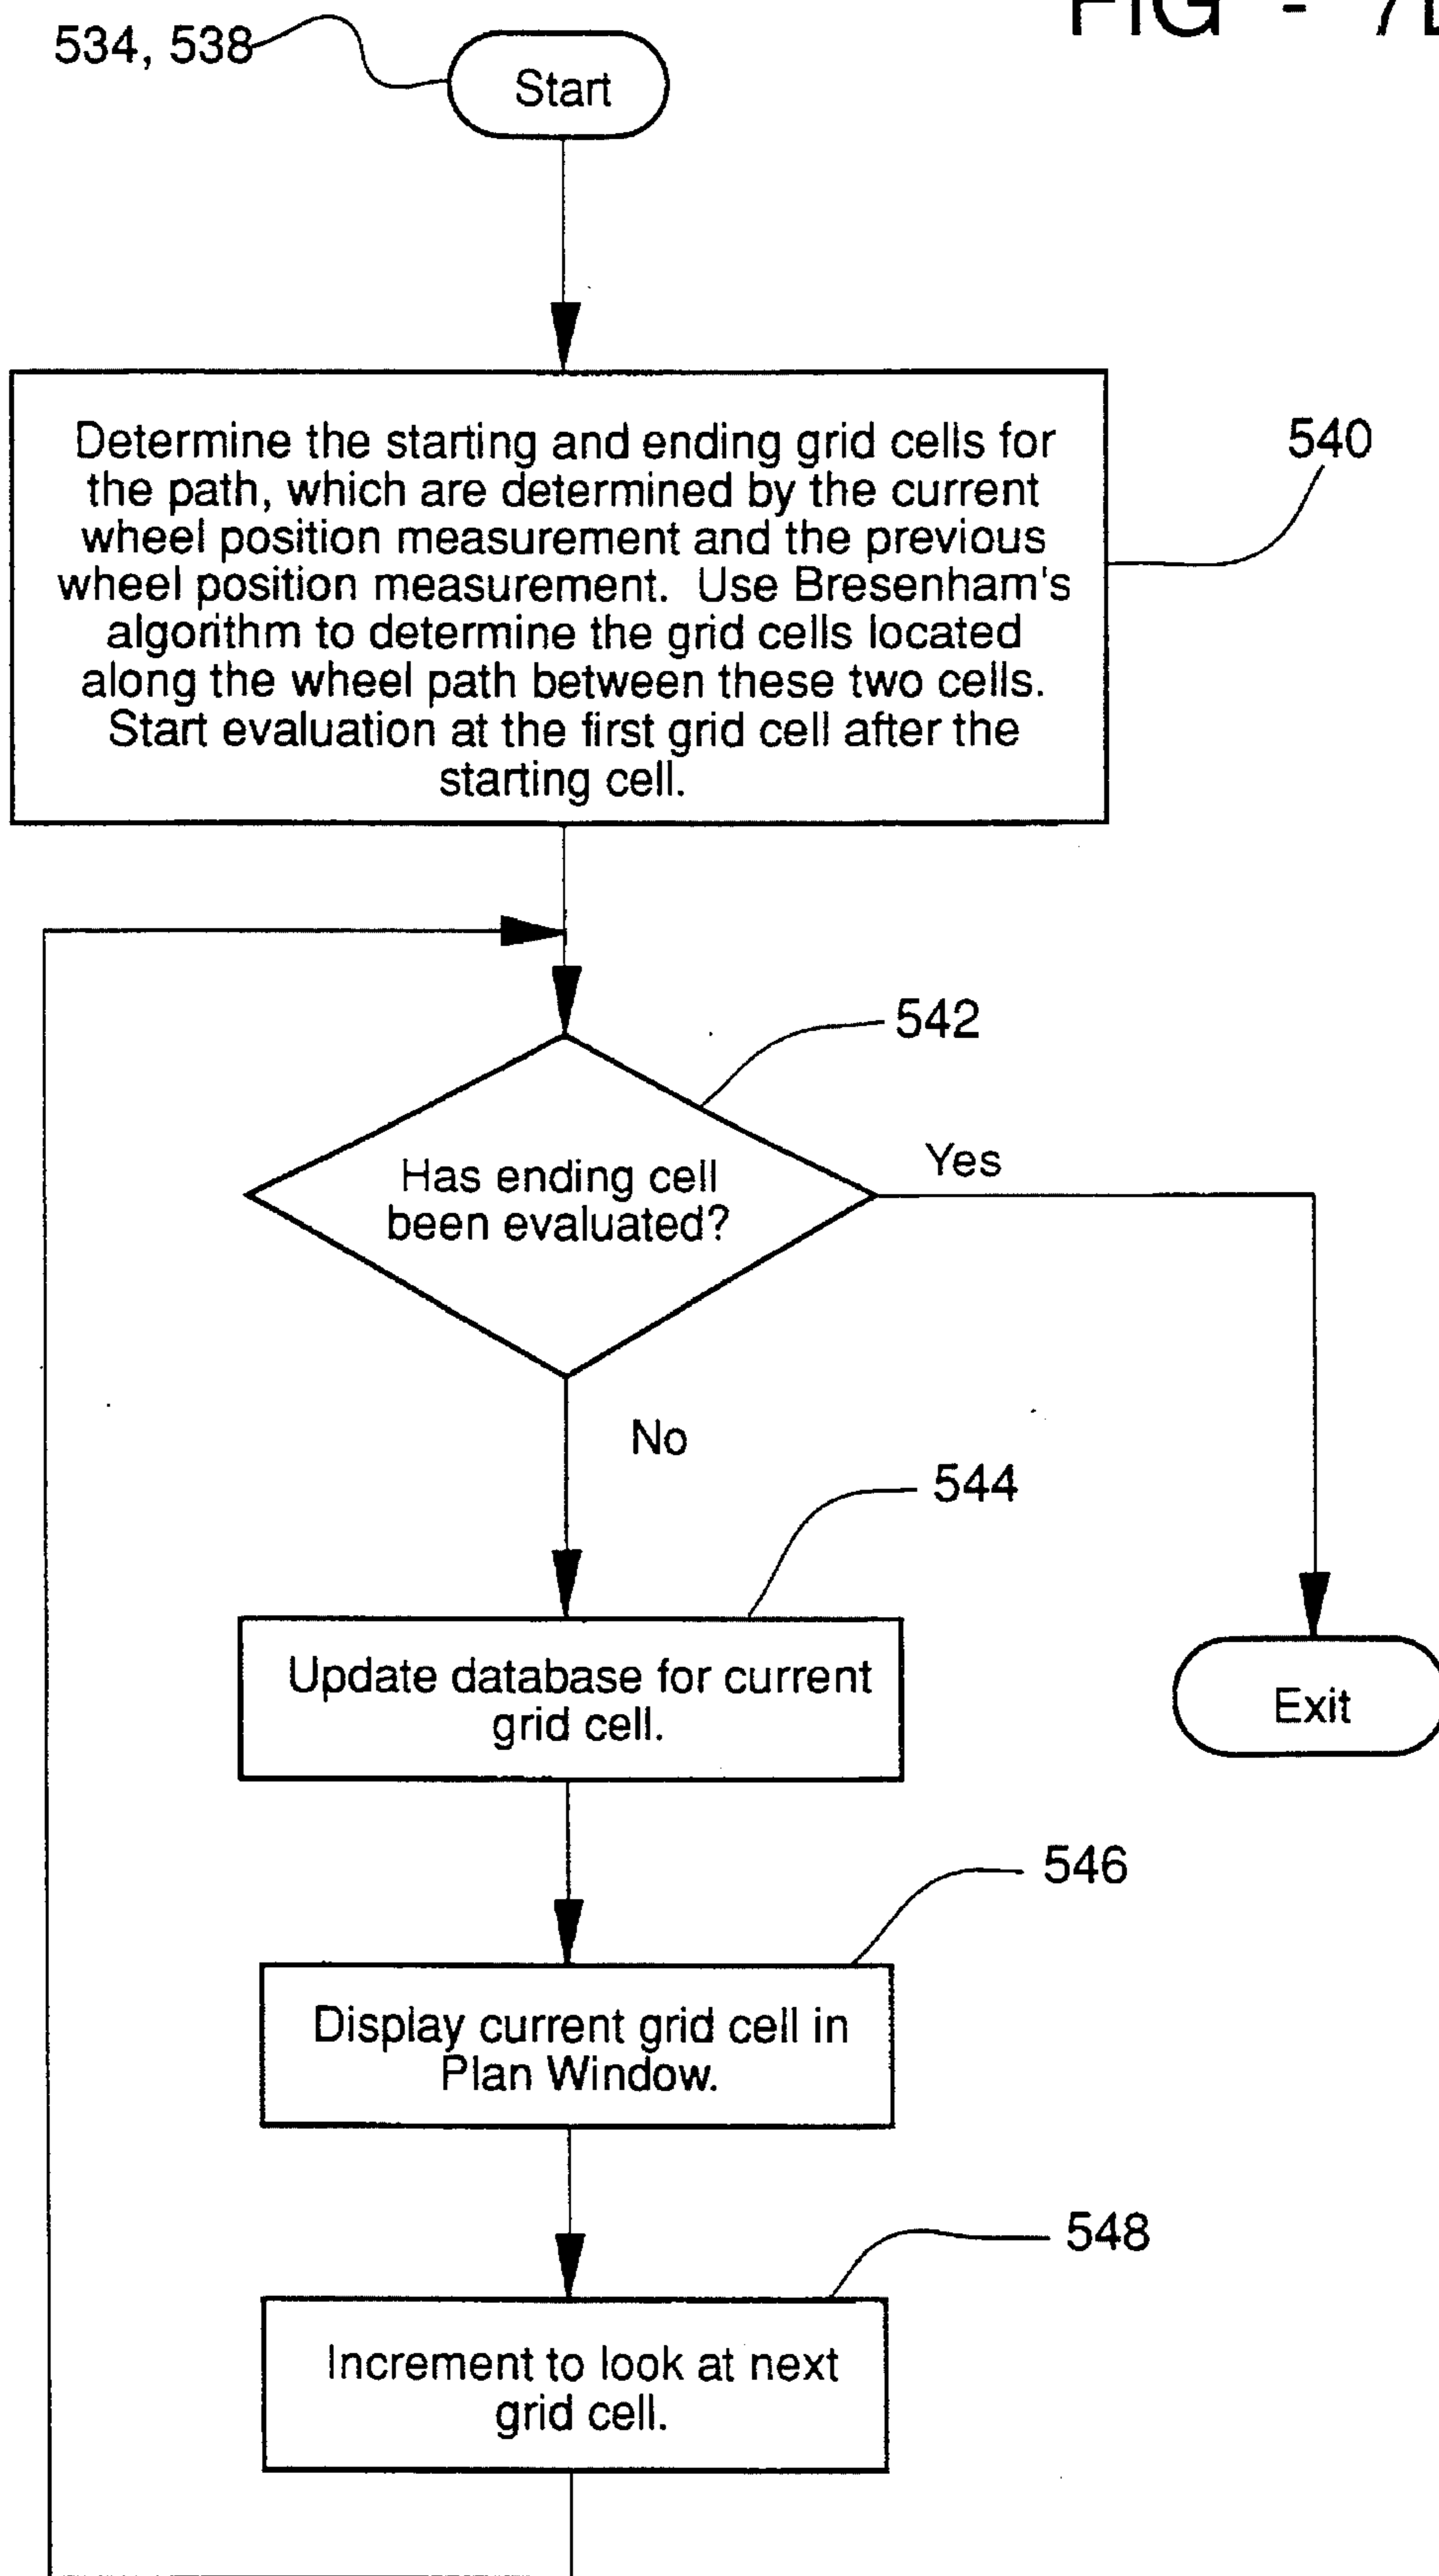 FIG - 7
534, 538
Start
Determine the starting and ending grid cells for
the path, which are determined by the current
wheel position measurement and the previous
wheel position measurement. Use Bresenham's
algorithm to determine the grid cells located
along the wheel path between these two cells.
Start evaluation at the first grid cell after the
starting cell.
540
542
Has ending cell
been evaluated?
Yes
No
544
Update database for current
grid cell.
Exit
546
Display current grid cell in
Plan Window.
548
Increment to look at next
grid cell.